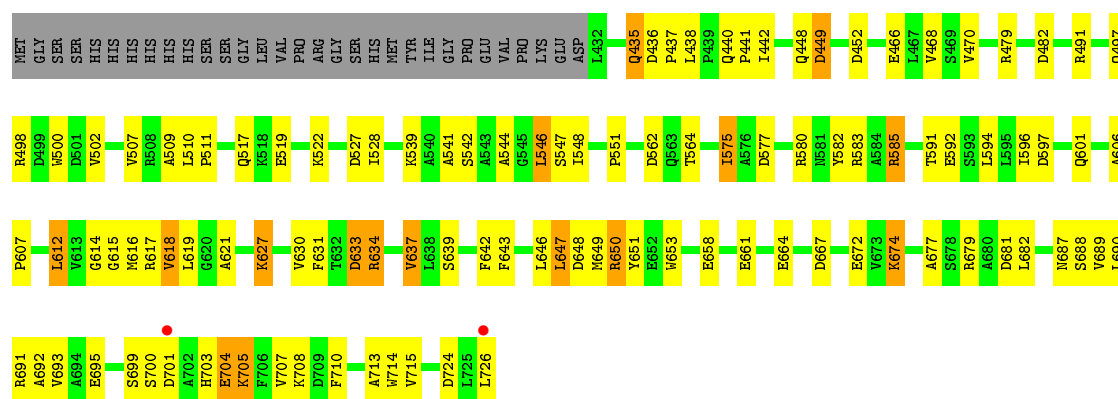 MET GLY SER SER HIS HIS HIS HIS HIS HIS SER SER GLY LEU VAL PRO ARG GLY SER HIS MET TYR ILE GLY PRO GLU VAL PRO LYS GLU ASP L432 Q435 D436 P437 L438 P439 Q440 P441 I442 Q448 D449 D452 E466 L467 V468 S469 V470 R479 D482 R491 Q497
R498 D499 W500 D501 V502 V507 R508 A509 L510 P511 Q517 K518 E519 K522 D527 I528 K539 A540 A541 S542 A543 A544 G545 L546 S547 I548 P551 D562 Q563 T564 I575 A576 D577 R580 N581 Y582 R583 A584 R585 T591 E592 S593 L594 L595 I596 D597 Q601 A606
P607 L612 V613 G614 G615 M616 R617 V618 L619 G620 A621 K627 V630 F631 T632 D633 R634 V637 L638 S639 F642 F643 L646 L647 D648 M649 R650 Y651 E652 W653 E658 E661 E664 D667 E672 V673 K674 A677 S678 R679 A680 D681 L682 N687 S688 V689 L690
R691 A692 V693 A694 E695 S699 S700 D701 A702 H703 E704 K705 F706 V707 K708 D709 F710 A713 W714 V715 D724 L725 L726